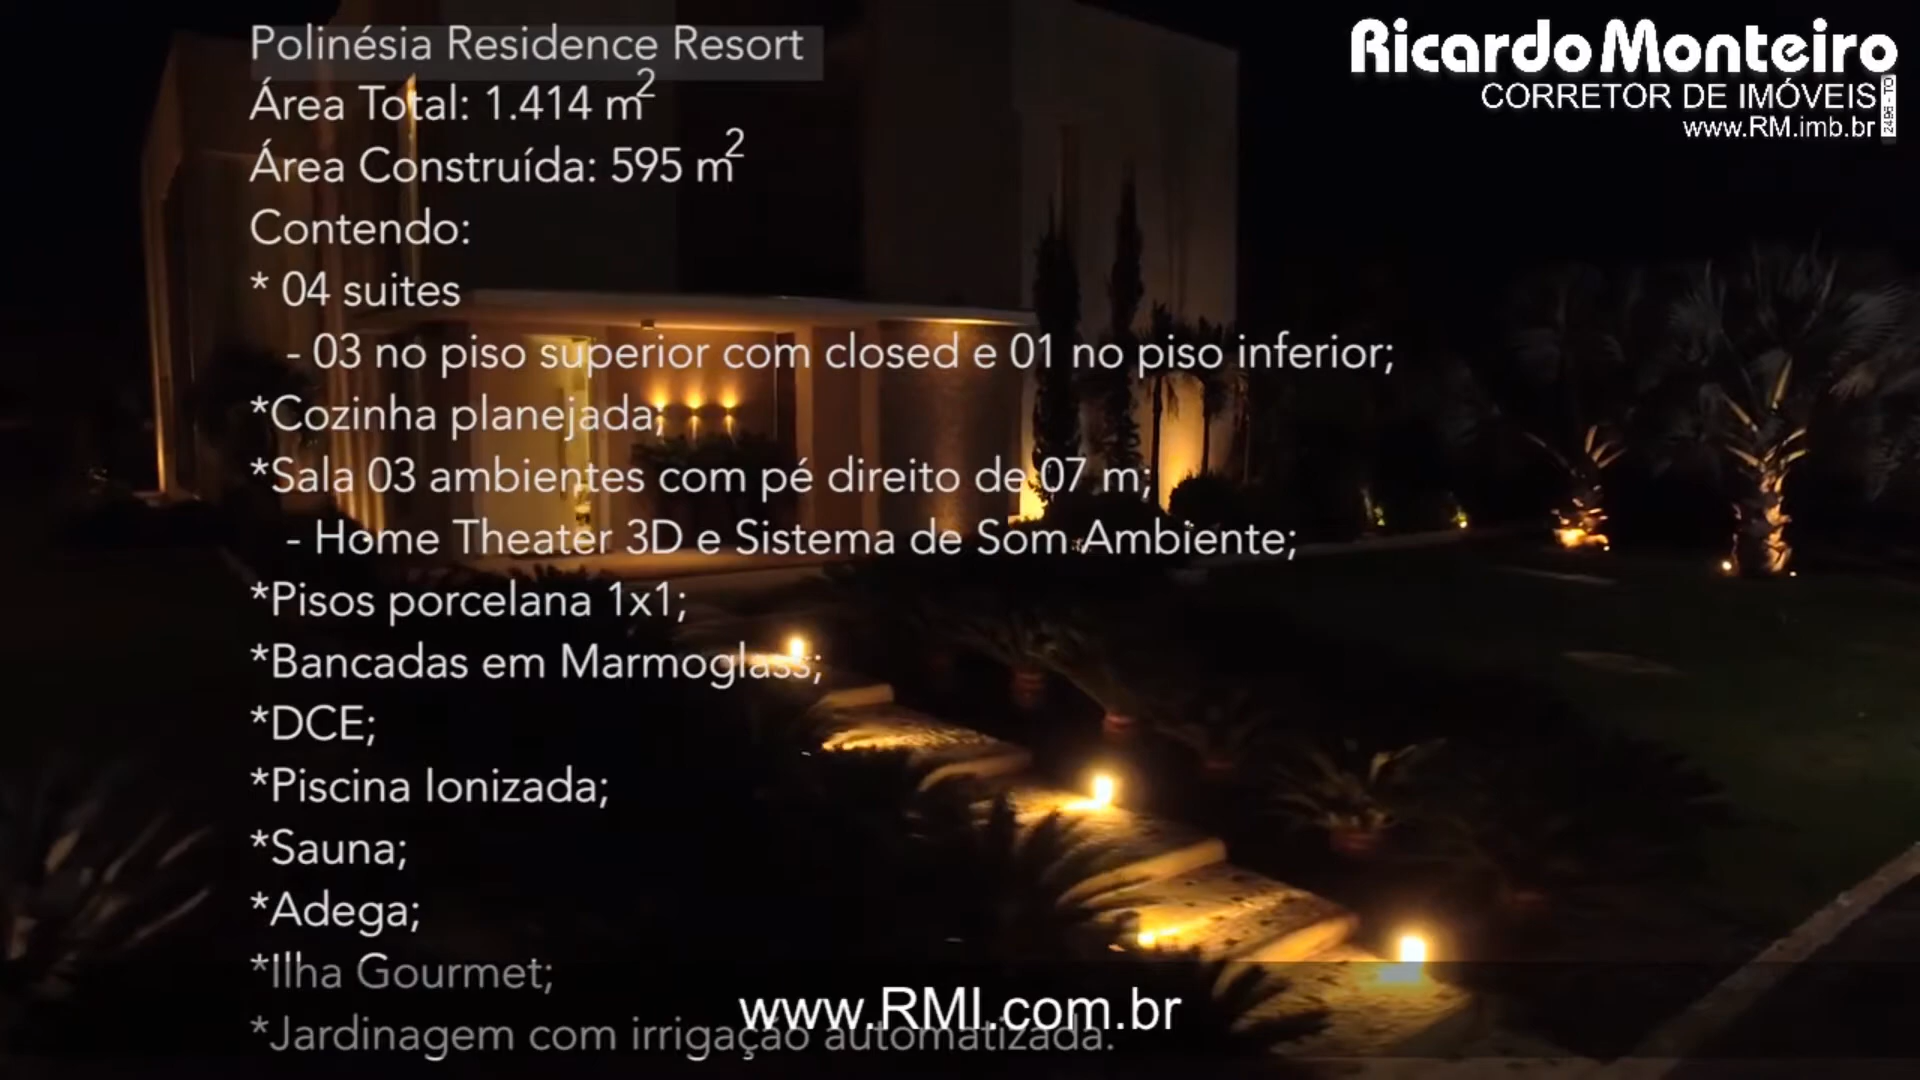 Polinésia Residence Resort
Área Total: 1.414 m²
Área Construída: 595 m²
Contendo:
* 04 suites
- 03 no piso superior com closed e 01 no piso inferior;
*Cozinha planejada;
*Sala 03 ambientes com pé direito de 07 m;
- Home Theater 3D e Sistema de Som Ambiente;
*Pisos porcelana 1x1;
*Bancadas em Marmoglass;
*DCE;
*Piscina Ionizada;
*Sauna;
*Adega;
*Ilha Gourmet;
*Jardinagem com irrigação automatizada.
www.RMI.com.br
Ricardo Monteiro
CORRETOR DE IMÓVEIS
www.RM.imb.br
2496 - TO